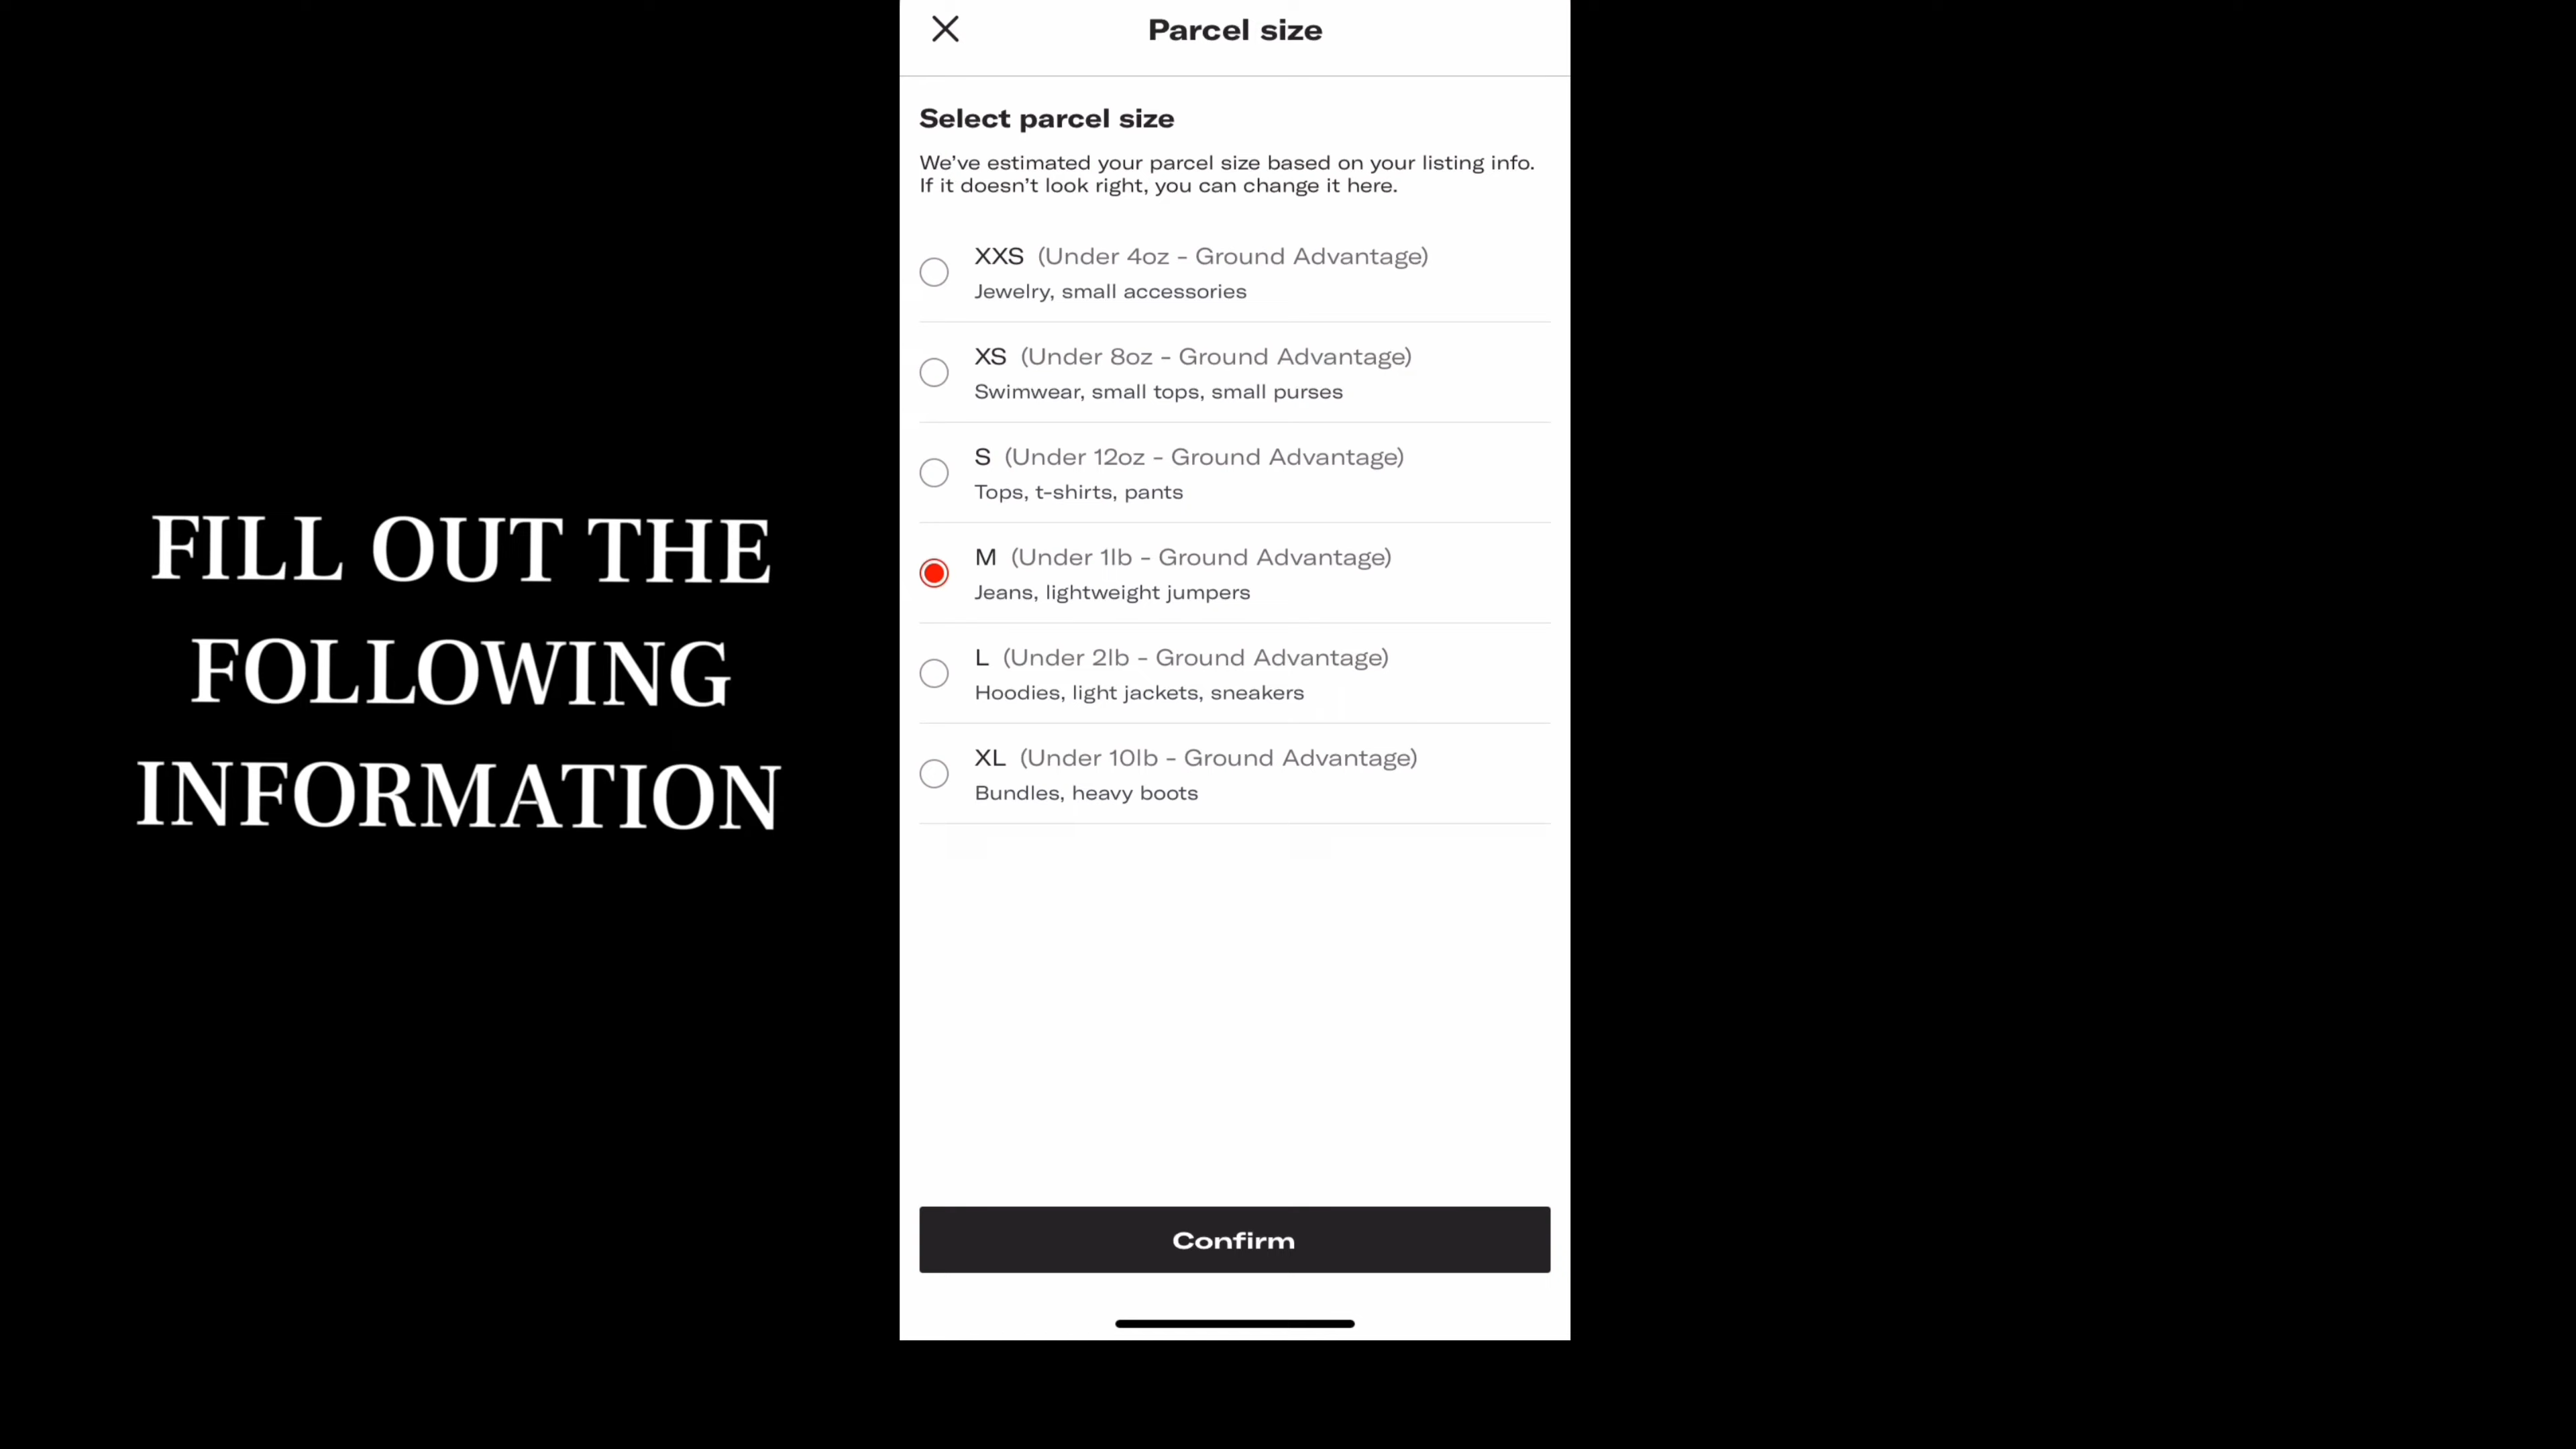 FILL OUT THE
FOLLOWING
INFORMATION
Parcel size
Select parcel size
We've estimated your parcel size based on your listing info.
If it doesn't look right, you can change it here.
XXS (Under 4oz - Ground Advantage)
Jewelry, small accessories
XS (Under 8oz - Ground Advantage)
Swimwear, small tops, small purses
S (Under 12oz - Ground Advantage)
Tops, t-shirts, pants
M (Under 1lb - Ground Advantage)
Jeans, lightweight jumpers
L (Under 2lb - Ground Advantage)
Hoodies, light jackets, sneakers
XL (Under 10lb - Ground Advantage)
Bundles, heavy boots
Confirm